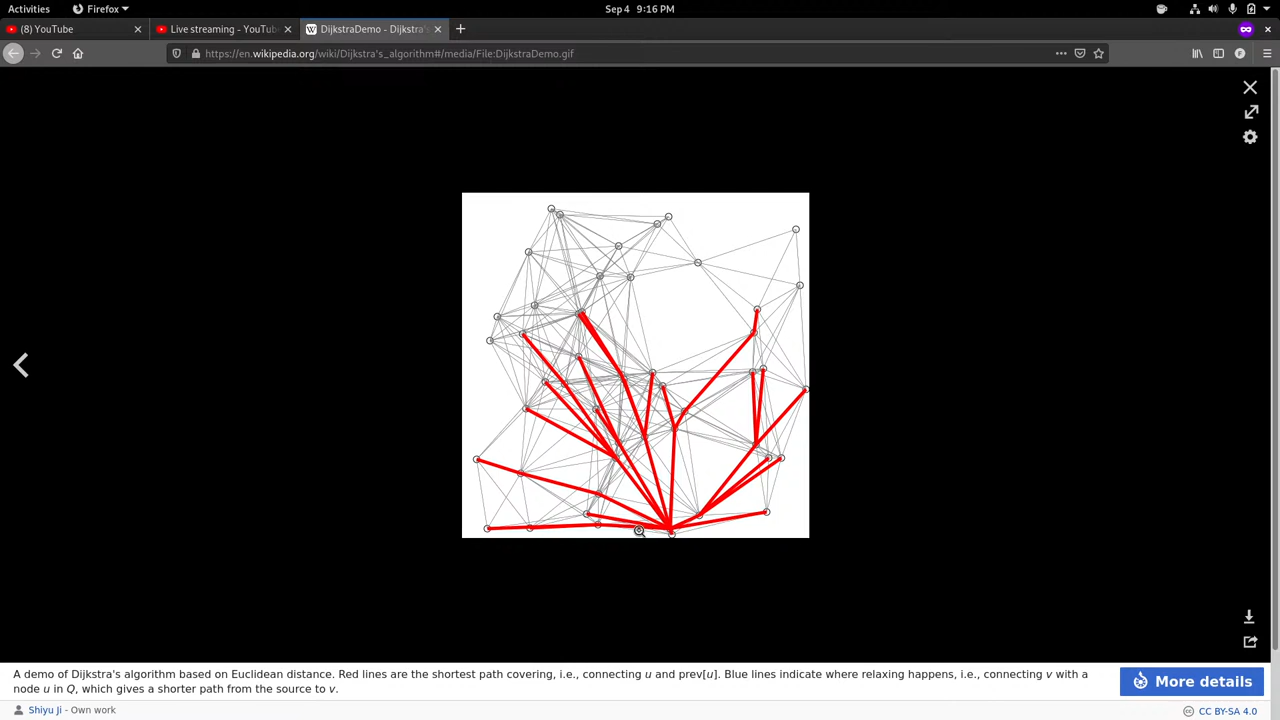 Activities
Firefox
Sep 4 9:16 PM
(8) YouTube
Live streaming - YouTub
DijkstraDemo - Dijkstra's
https://en.wikipedia.org/wiki/Dijkstra's_algorithm#/media/File:DijkstraDemo.gif
A demo of Dijkstra's algorithm based on Euclidean distance. Red lines are the shortest path covering, i.e., connecting u and prev[u]. Blue lines indicate where relaxing happens, i.e., connecting v with a
node u in Q, which gives a shorter path from the source to v.
More details
Shiyu Ji - Own work
CC BY-SA 4.0